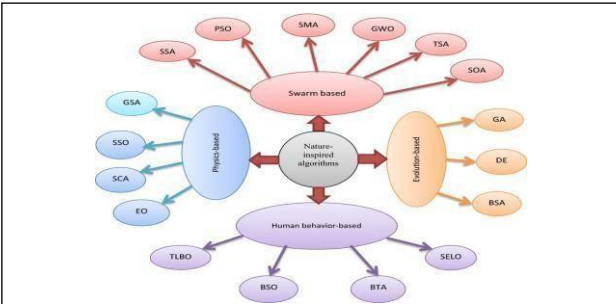 PSO
SMA
GWO
SSA
TSA
SOA
Swarm based
GSA
SSO
SCA
EO
Physics-based
Nature-
inspired
algorithms
Evolution-based
GA
DE
BSA
Human behavior-based
TLBO
BSO
BTA
SELO